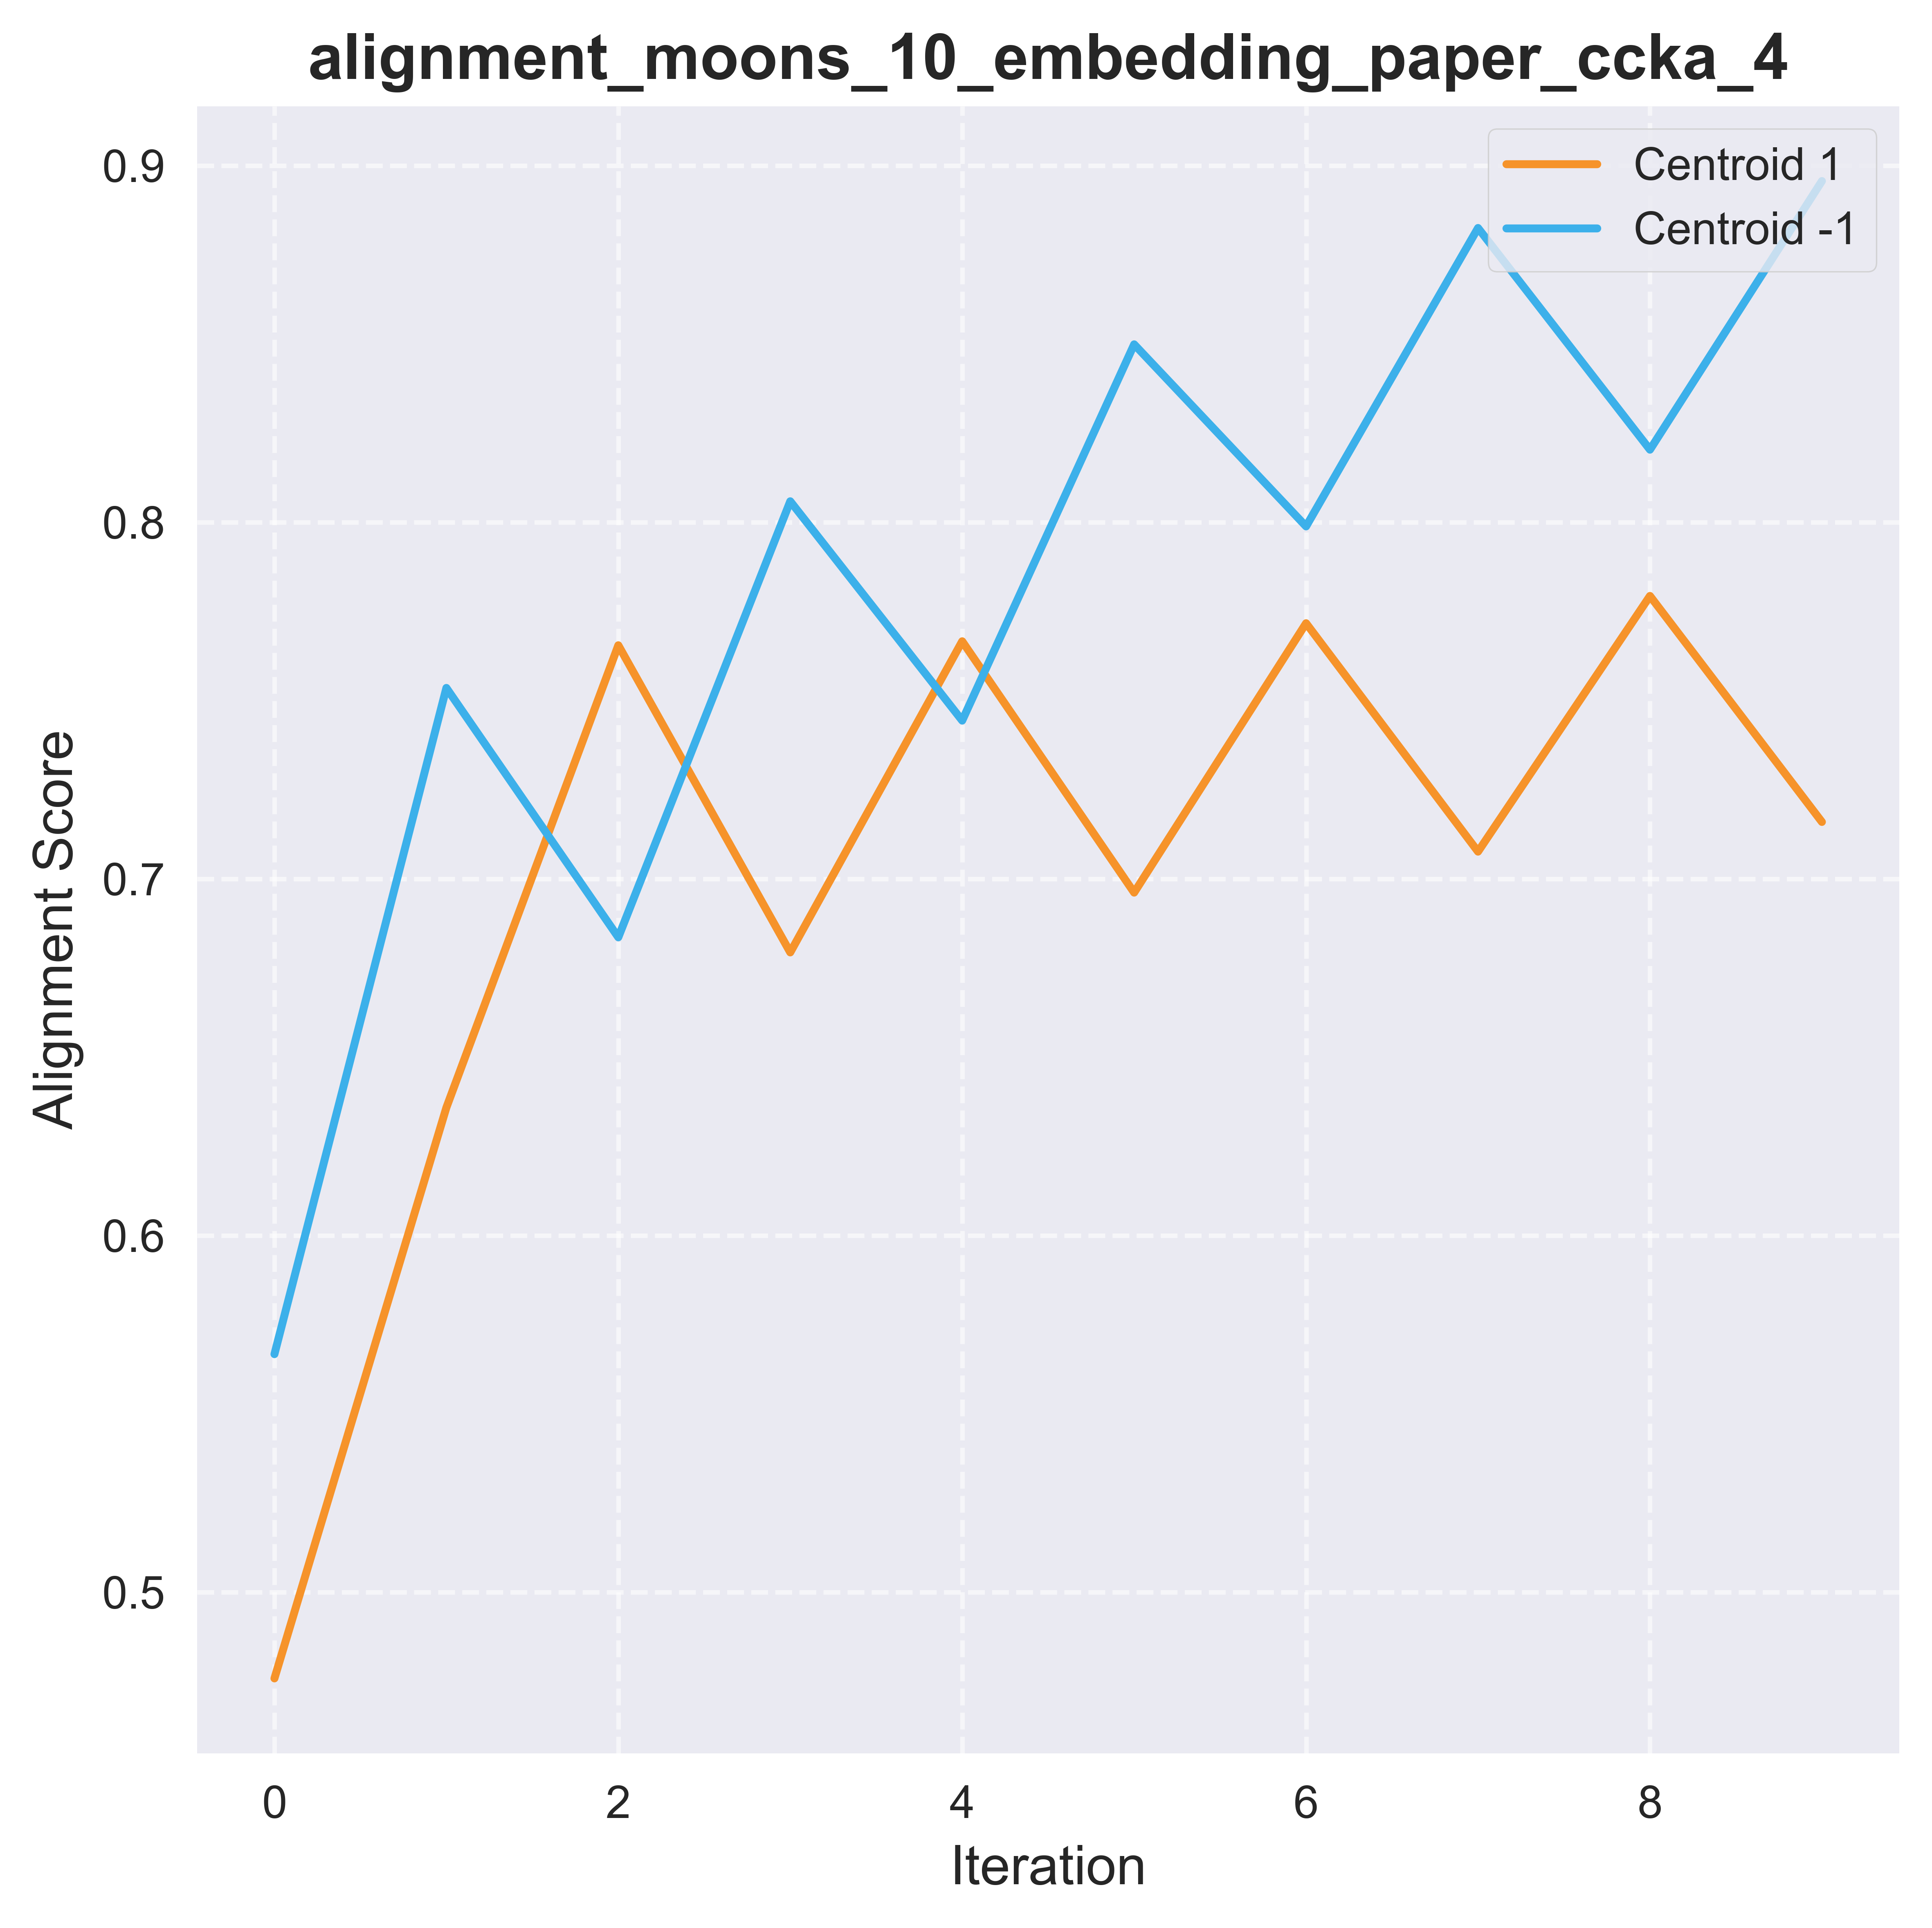 alignment_moons_10_embedding_paper_ccka_4
Centroid 1
Centroid -1
0.9
0.8
0.7
0.6
0.5
Alignment Score
0 2 4 6 8
Iteration